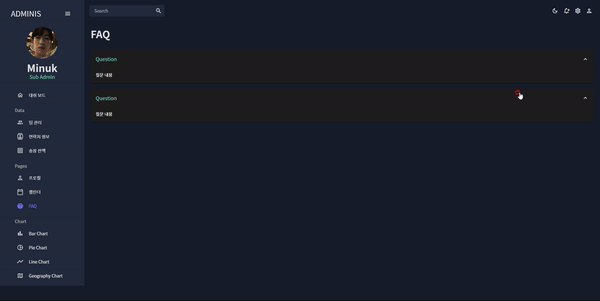 ADMINIS
Search
Minuk
Sub Admin
대쉬 보드
Data
팀 관리
연락처 정보
송장 번역
Pages
프로필
캘린더
FAQ
Chart
Bar Chart
Pie Chart
Line Chart
Geography Chart
FAQ
Question
질문 내용
Question
질문 내용